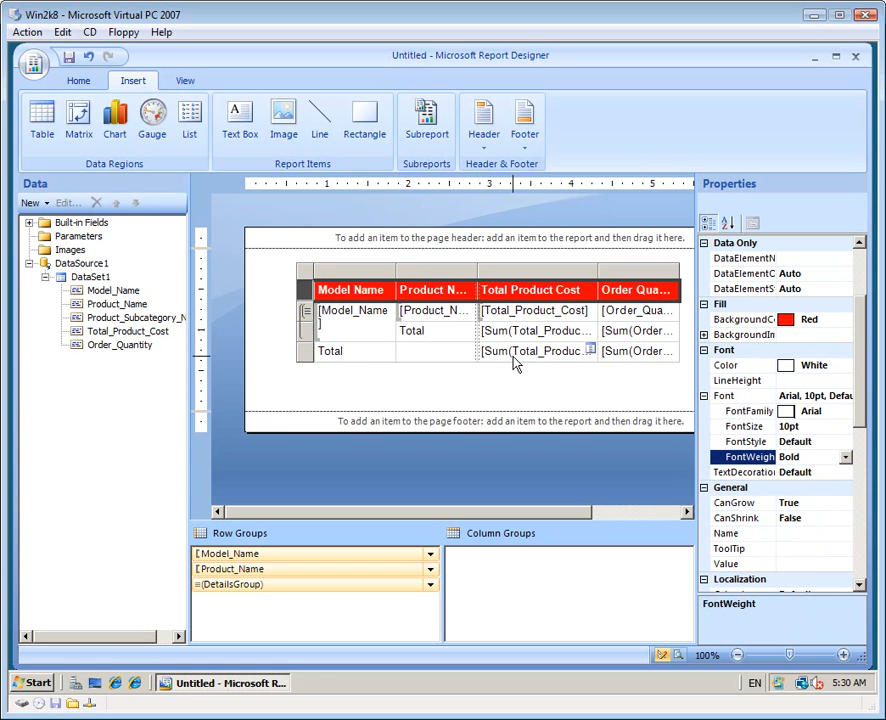 Win2k8 - Microsoft Virtual PC 2007
Action Edit CD Floppy Help
Untitled - Microsoft Report Designer
Home Insert View
Table Matrix Chart Gauge List Text Box Image Line Rectangle Subreport Header Footer
Data Regions Report Items Subreports Header & Footer
Data
New Edit...
Built-in Fields
Parameters
Images
DataSource1
DataSet1
Model_Name
Product_Name
Product_Subcategory_N
Total_Product_Cost
Order_Quantity
1 2 3 4 5
To add an item to the page header: add an item to the report and then drag it here.
Model Name Product N... Total Product Cost Order Qua...
[Model_Name [Product_N... [Total_Product_Cost] [Order_Qua...
] Total [Sum(Total_Produc... [Sum(Order...
Total [Sum(Total_Produc... [Sum(Order...
To add an item to the page footer: add an item to the report and then drag it here.
Row Groups
[Model_Name
[Product_Name
=(DetailsGroup)
Column Groups
Properties
Data Only
DataElementN
DataElementC Auto
DataElementS Auto
Fill
BackgroundCo Red
BackgroundIm
Font
Color White
LineHeight
Font Arial, 10pt, Defau
FontFamily Arial
FontSize 10pt
FontStyle Default
FontWeigh Bold
TextDecoratio Default
General
CanGrow True
CanShrink False
Name
ToolTip
Value
Localization
FontWeight
100%
Start Untitled - Microsoft R... EN 5:30 AM